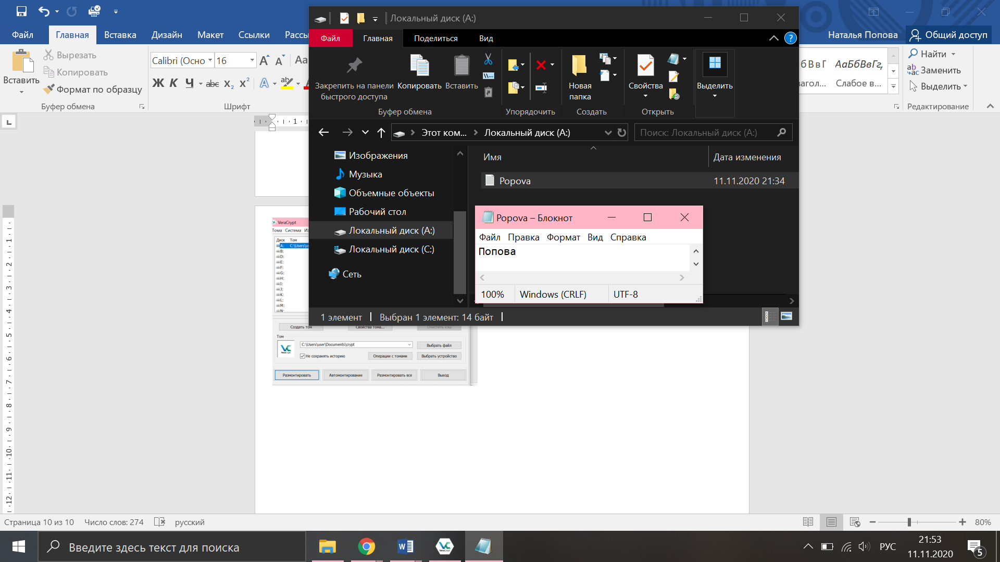 Файл
Главная
Вставка
Дизайн
Макет
Ссылки
Рассы
Наталья Попова
Общий доступ
Вставить
Вырезать
Копировать
Формат по образцу
Буфер обмена
Calibri (Осно
16
Aa
Ж К Ч abc x₂ x²
Шрифт
АаБбВвГг,
Слабое в...
Найти
Заменить
Выделить
Редактирование
Локальный диск (A:)
Файл
Главная
Поделиться
Вид
Закрепить на панели
быстрого доступа
Копировать
Вставить
Буфер обмена
Упорядочить
Новая
папка
Создать
Свойства
Открыть
Выделить
Этот ком...
Локальный диск (A:)
Поиск: Локальный диск (A:)
Изображения
Музыка
Объемные объекты
Рабочий стол
Локальный диск (A:)
Локальный диск (C:)
Сеть
Имя
Дата изменения
Popova
11.11.2020 21:34
Popova – Блокнот
Файл Правка Формат Вид Справка
Попова
100%
Windows (CRLF)
UTF-8
1 элемент
Выбран 1 элемент: 14 байт
VeraCrypt
Тома Система Из
Диск Том
A: C:\Users\us
B:
D:
E:
F:
G:
H:
I:
J:
K:
L:
M:
N:
Создать том
Свойства тома...
Очистить кэш
Том
VeraCrypt
C:\Users\user\Documents\crypt
Выбрать файл
Не сохранять историю
Операции с томами
Выбрать устройство
Размонтировать
Автомонтирование
Размонтировать все
Выход
Страница 10 из 10
Число слов: 274
русский
80%
Введите здесь текст для поиска
РУС
21:53
11.11.2020
5